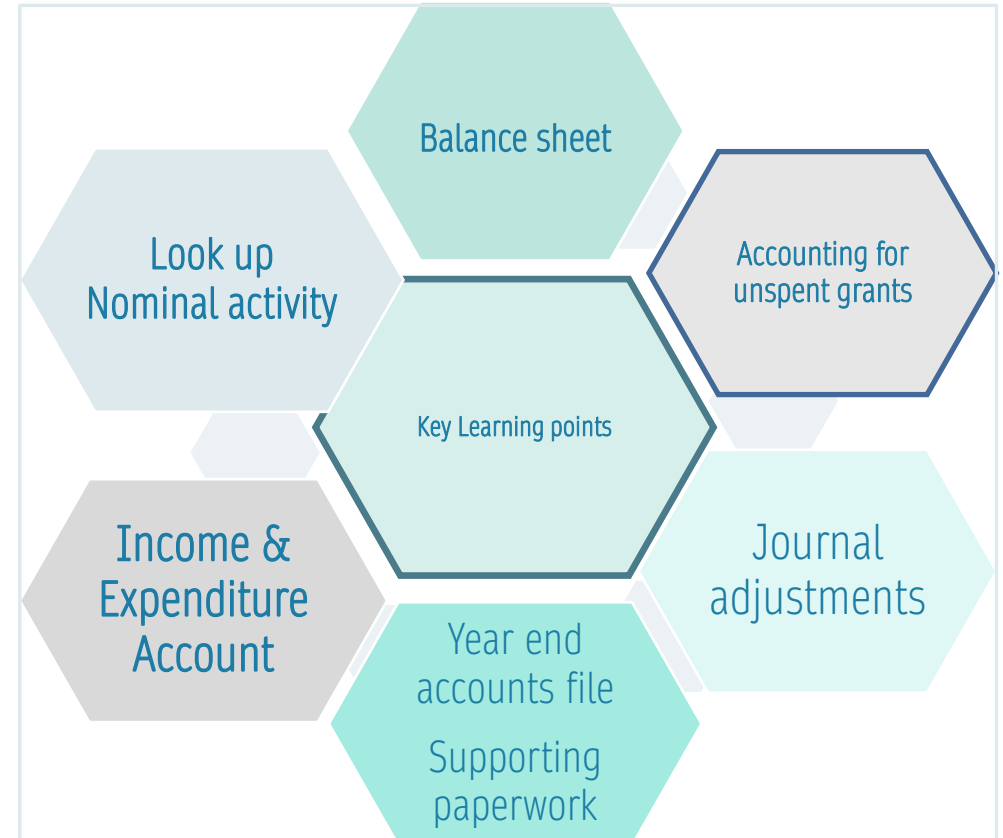 Balance sheet
Look up
Nominal activity
Accounting for
unspent grants
Key Learning points
Income &
Expenditure
Account
Journal
adjustments
Year end
accounts file
Supporting
paperwork